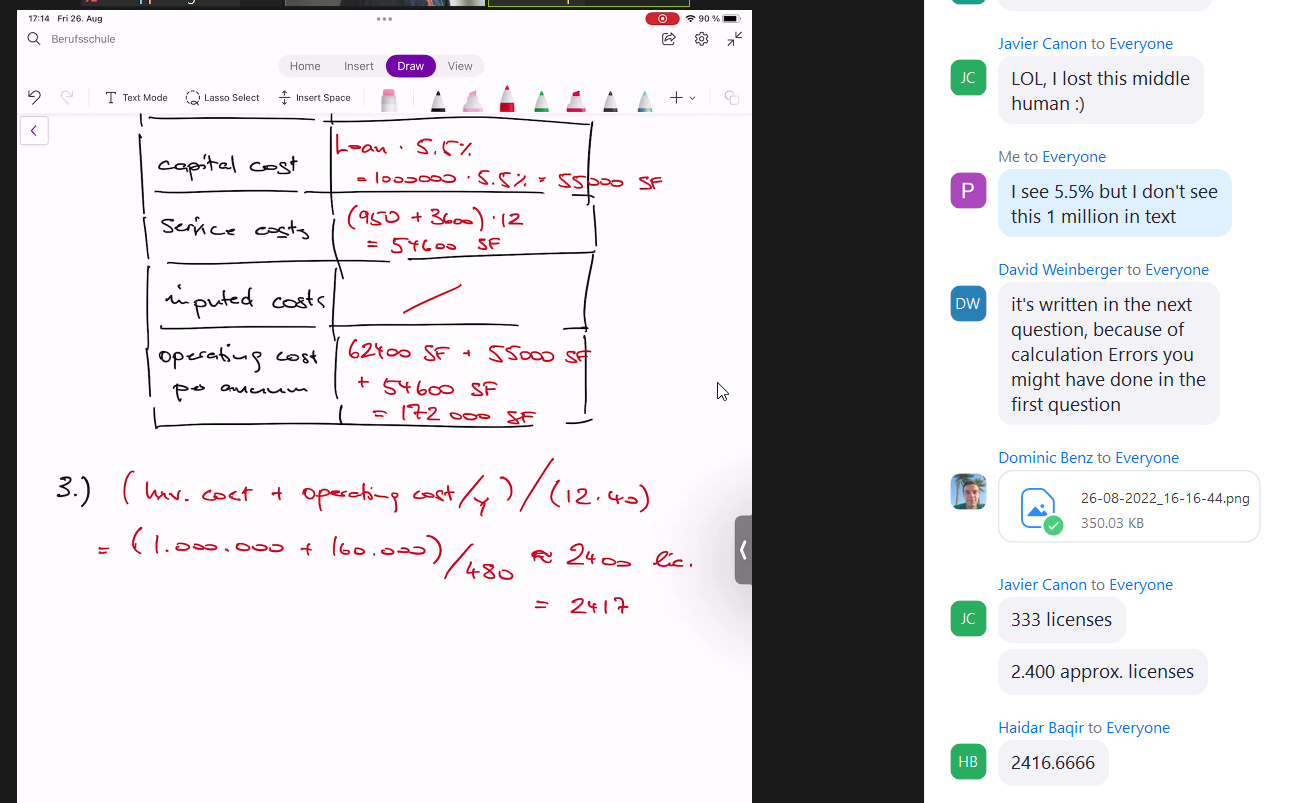 17:14 Fri 26. Aug
90 %
Berufsschule
Home Insert Draw View
Text Mode Lasso Select Insert Space
capital cost
Loan · 5.5%
= 1000000 · 5.5% = 55000 SF
Service costs
(950 + 3600) · 12
= 54600 SF
inputed costs
operating cost
62400 SF + 55000 SF
+ 54600 SF
= 172 000 SF
3.) (Inv. cost + operating cost/y) / (12.40)
= (1.000.000 + 160.000) / 480 ≈ 2400 lic.
= 2417
Javier Canon to Everyone
JC
LOL, I lost this middle
human :)
Me to Everyone
P
I see 5.5% but I don't see
this 1 million in text
David Weinberger to Everyone
DW
it's written in the next
question, because of
calculation Errors you
might have done in the
first question
Dominic Benz to Everyone
26-08-2022_16-16-44.png
350.03 KB
Javier Canon to Everyone
JC
333 licenses
2.400 approx. licenses
Haidar Baqir to Everyone
HB
2416.6666